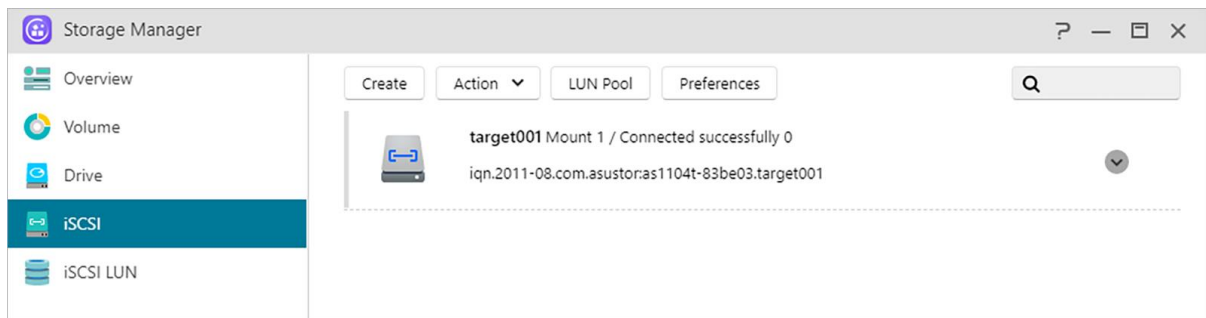 Storage Manager
Overview
Volume
Drive
iSCSI
iSCSI LUN
Create Action LUN Pool Preferences
target001 Mount 1 / Connected successfully 0
iqn.2011-08.com.asustor:as1104t-83be03.target001